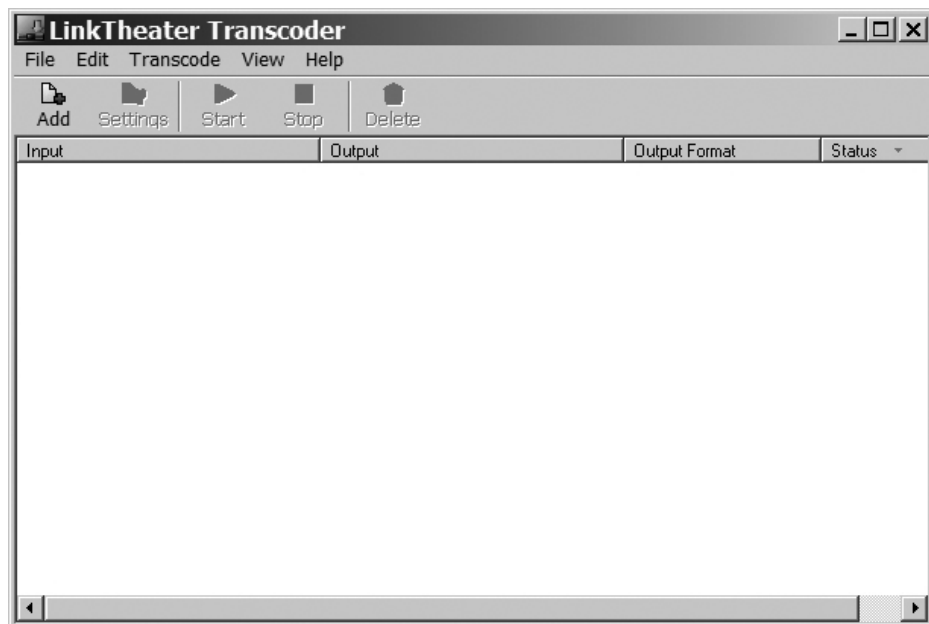 LinkTheater Transcoder
File Edit Transcode View Help
Add Settings Start Stop Delete
Input Output Output Format Status